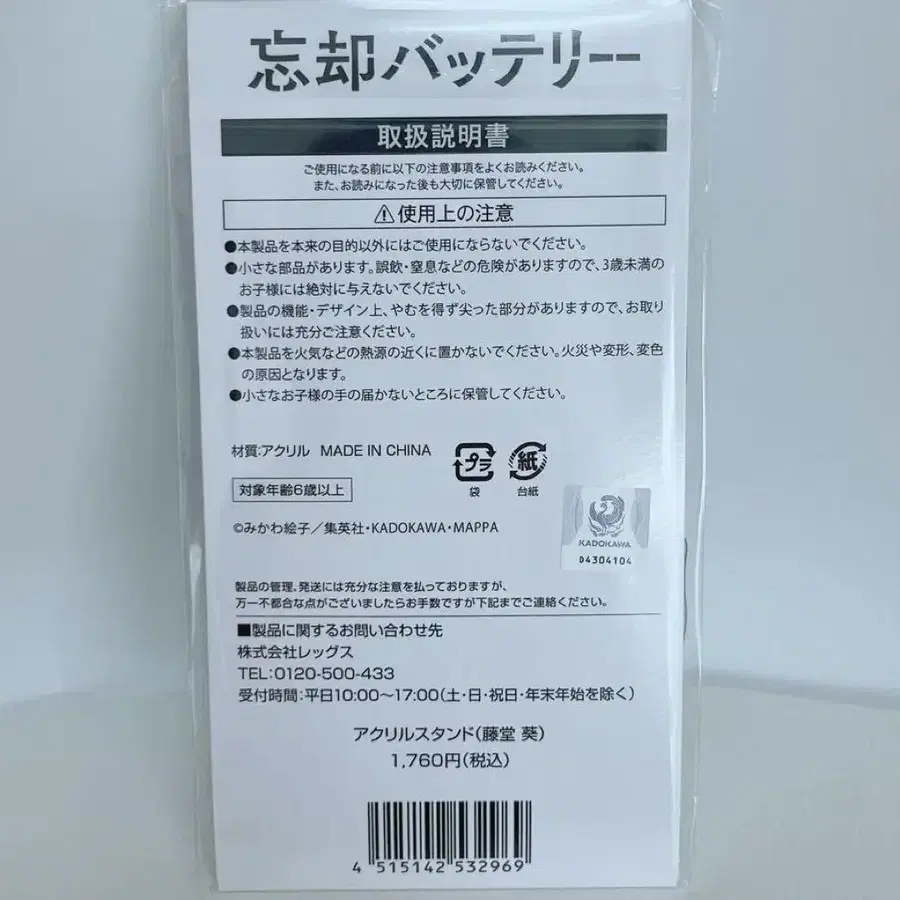 忘却バッテリー
取扱説明書
ご使用になる前に以下の注意事項をよくお読みください。
また、お読みになった後も大切に保管してください。
⚠使用上の注意
●本製品を本来の目的以外にはご使用にならないでください。
●小さな部品があります。誤飲・窒息などの危険がありますので、3歳未満の
お子様には絶対に与えないでください。
●製品の機能・デザイン上、やむを得ず尖った部分がありますので、お取り
扱いには充分ご注意ください。
●本製品を火気などの熱源の近くに置かないでください。火災や変形、変色
の原因となります。
●小さなお子様の手の届かないところに保管してください。
材質:アクリル MADE IN CHINA
プラ 紙
袋 台紙
対象年齢6歳以上
©みかわ絵子/集英社・KADOKAWA・MAPPA
KADOKAWA
D4304104
製品の管理、発送には充分な注意を払っておりますが、
万一不都合な点がございましたらお手数ですが下記までご連絡ください。
■製品に関するお問い合わせ先
株式会社レッグス
TEL:0120-500-433
受付時間:平日10:00~17:00(土・日・祝日・年末年始を除く)
アクリルスタンド(藤堂 葵)
1,760円(税込)
4 515142 532969